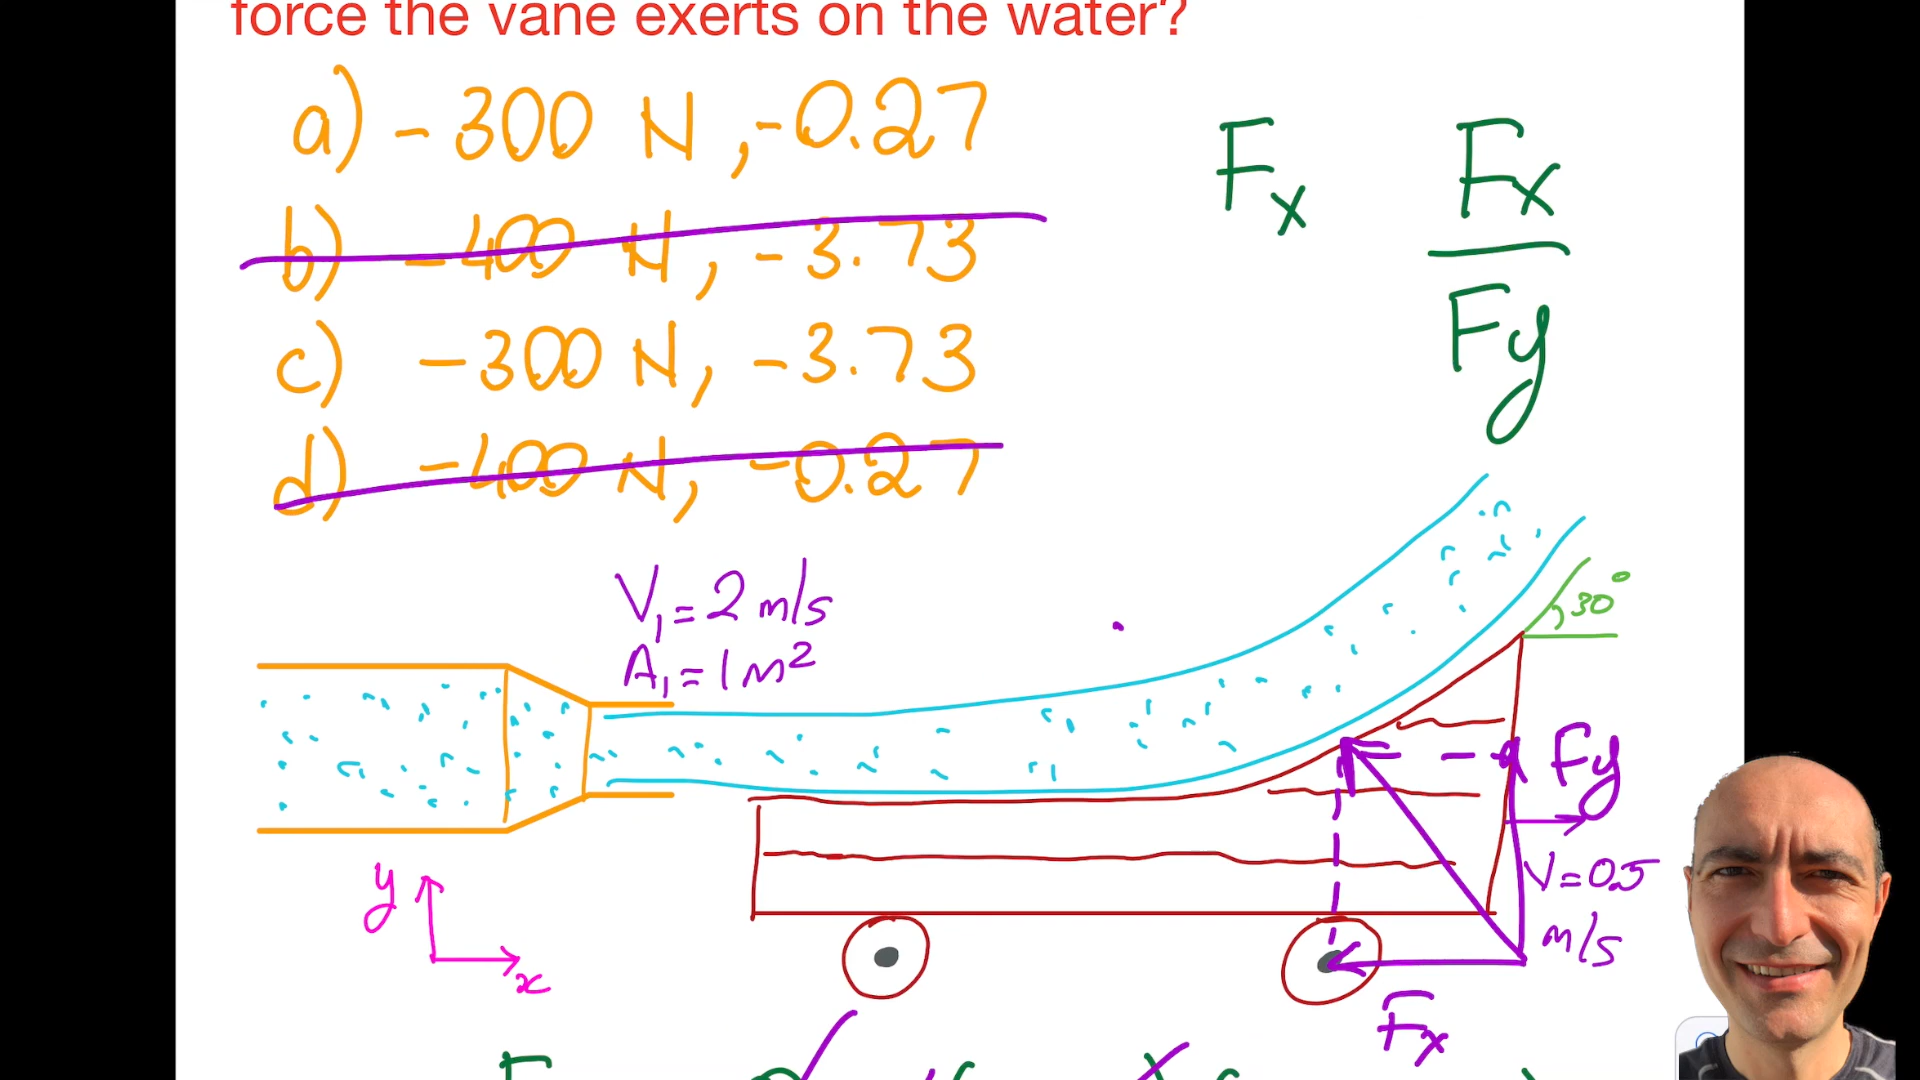 force the vane exerts on the water?
a) -300 N, -0.27
b) -400 N, -3.73
c) -300 N, -3.73
d) -400 N, -0.27
Fx
Fx
Fy
V1 = 2 m/s
A1 = 1 m2
30°
Fy
V=0.5
m/s
y
x
Fx